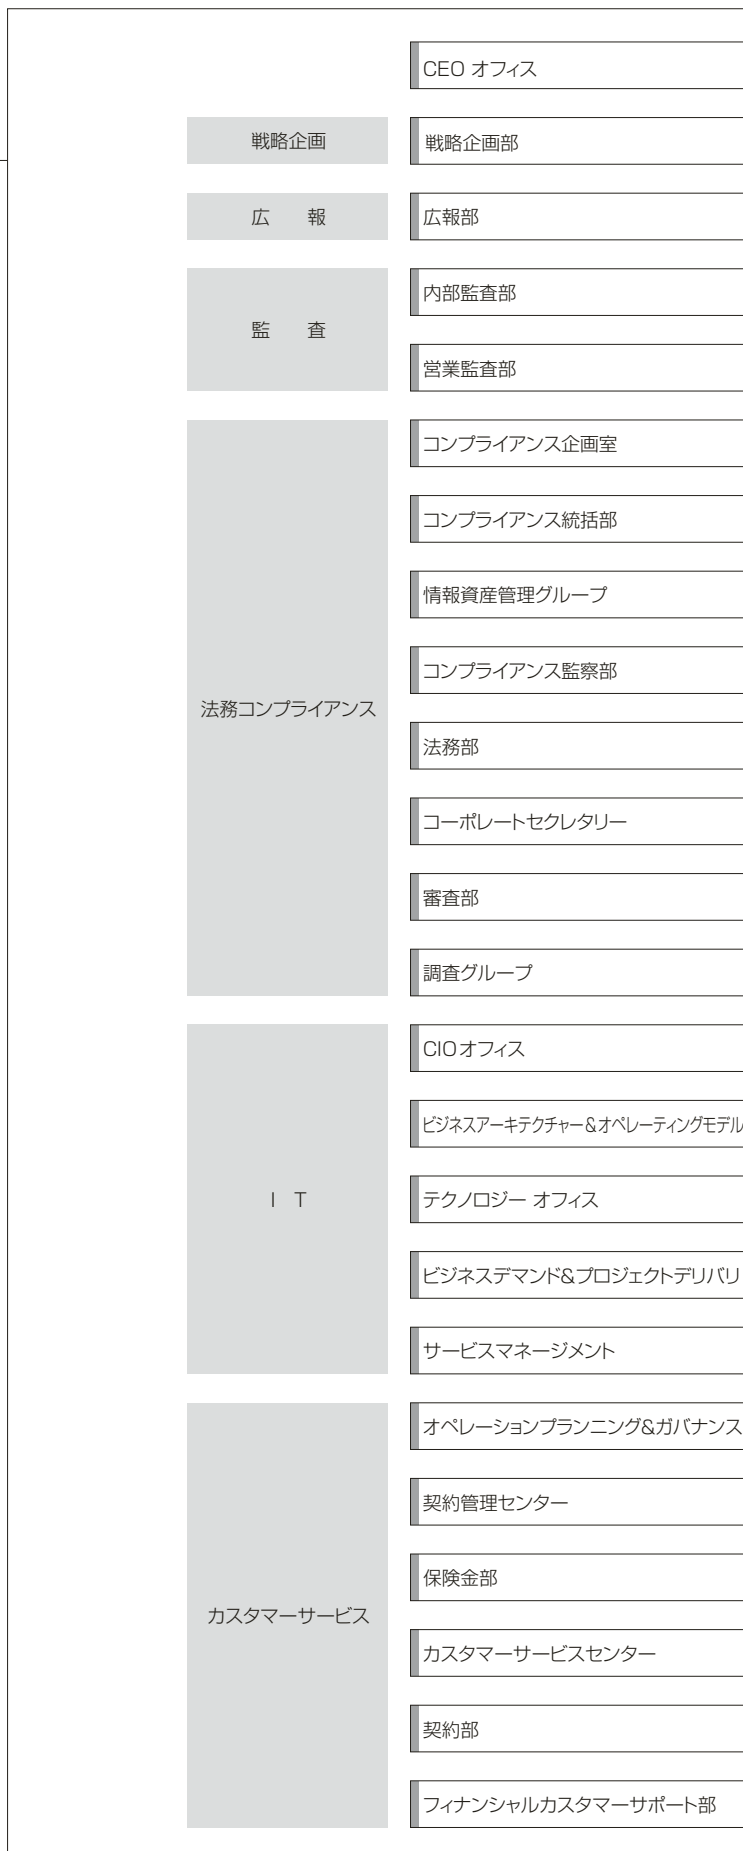 CEO オフィス
戦略企画
戦略企画部
広　報
広報部
監　査
内部監査部
営業監査部
法務コンプライアンス
コンプライアンス企画室
コンプライアンス統括部
情報資産管理グループ
コンプライアンス監察部
法務部
コーポレートセクレタリー
審査部
調査グループ
I T
CIOオフィス
ビジネスアーキテクチャー&オペレーティングモデル
テクノロジー オフィス
ビジネスデマンド&プロジェクトデリバリ
サービスマネージメント
カスタマーサービス
オペレーションプランニング&ガバナンス
契約管理センター
保険金部
カスタマーサービスセンター
契約部
フィナンシャルカスタマーサポート部